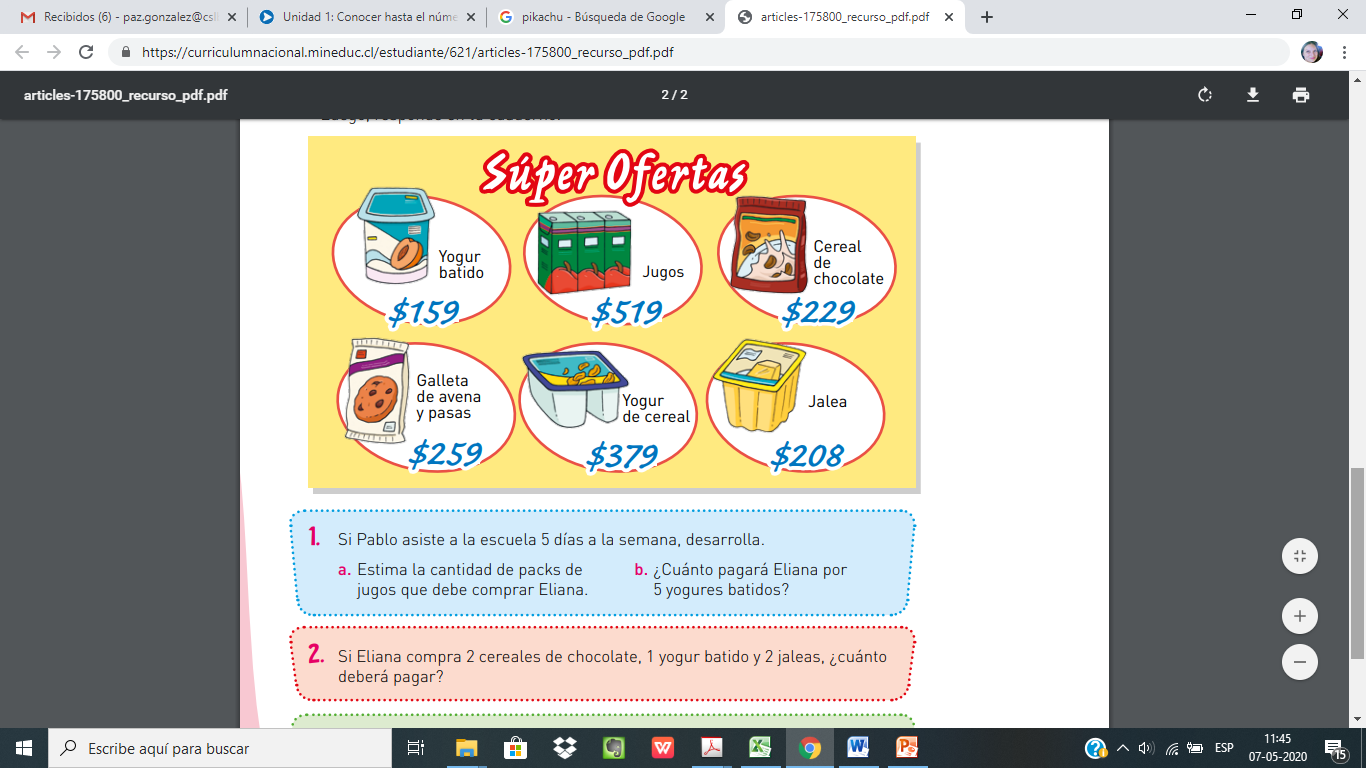 Recibidos (6) - paz.gonzalez@csl
Unidad 1: Conocer hasta el núme
pikachu - Búsqueda de Google
articles-175800_recurso_pdf.pdf
https://curriculumnacional.mineduc.cl/estudiante/621/articles-175800_recurso_pdf.pdf
articles-175800_recurso_pdf.pdf
2 / 2
Súper Ofertas
Yogur
batido
$159
Jugos
$519
Cereal
de
chocolate
$229
Galleta
de avena
y pasas
$259
Yogur
de cereal
$379
Jalea
$208
1. Si Pablo asiste a la escuela 5 días a la semana, desarrolla.
a. Estima la cantidad de packs de
jugos que debe comprar Eliana.
b. ¿Cuánto pagará Eliana por
5 yogures batidos?
2. Si Eliana compra 2 cereales de chocolate, 1 yogur batido y 2 jaleas, ¿cuánto
deberá pagar?
Escribe aquí para buscar
ESP
11:45
07-05-2020
15